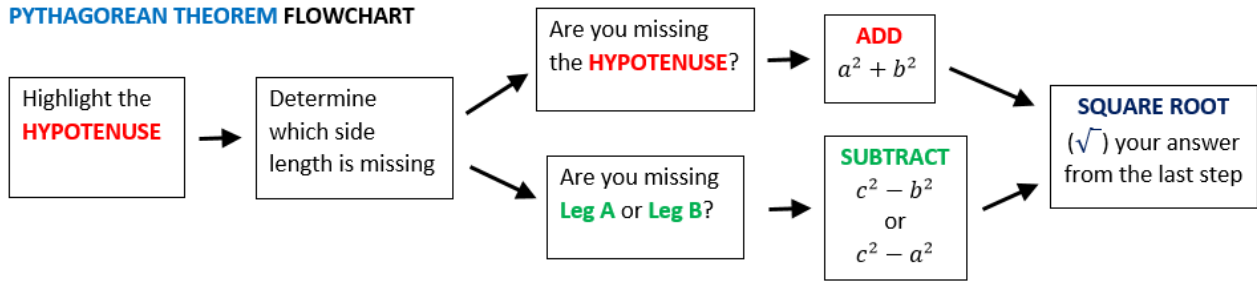 PYTHAGOREAN THEOREM FLOWCHART
Highlight the
HYPOTENUSE
Determine
which side
length is missing
Are you missing
the HYPOTENUSE?
ADD
a² + b²
Are you missing
Leg A or Leg B?
SUBTRACT
c² − b²
or
c² − a²
SQUARE ROOT
(√ ) your answer
from the last step